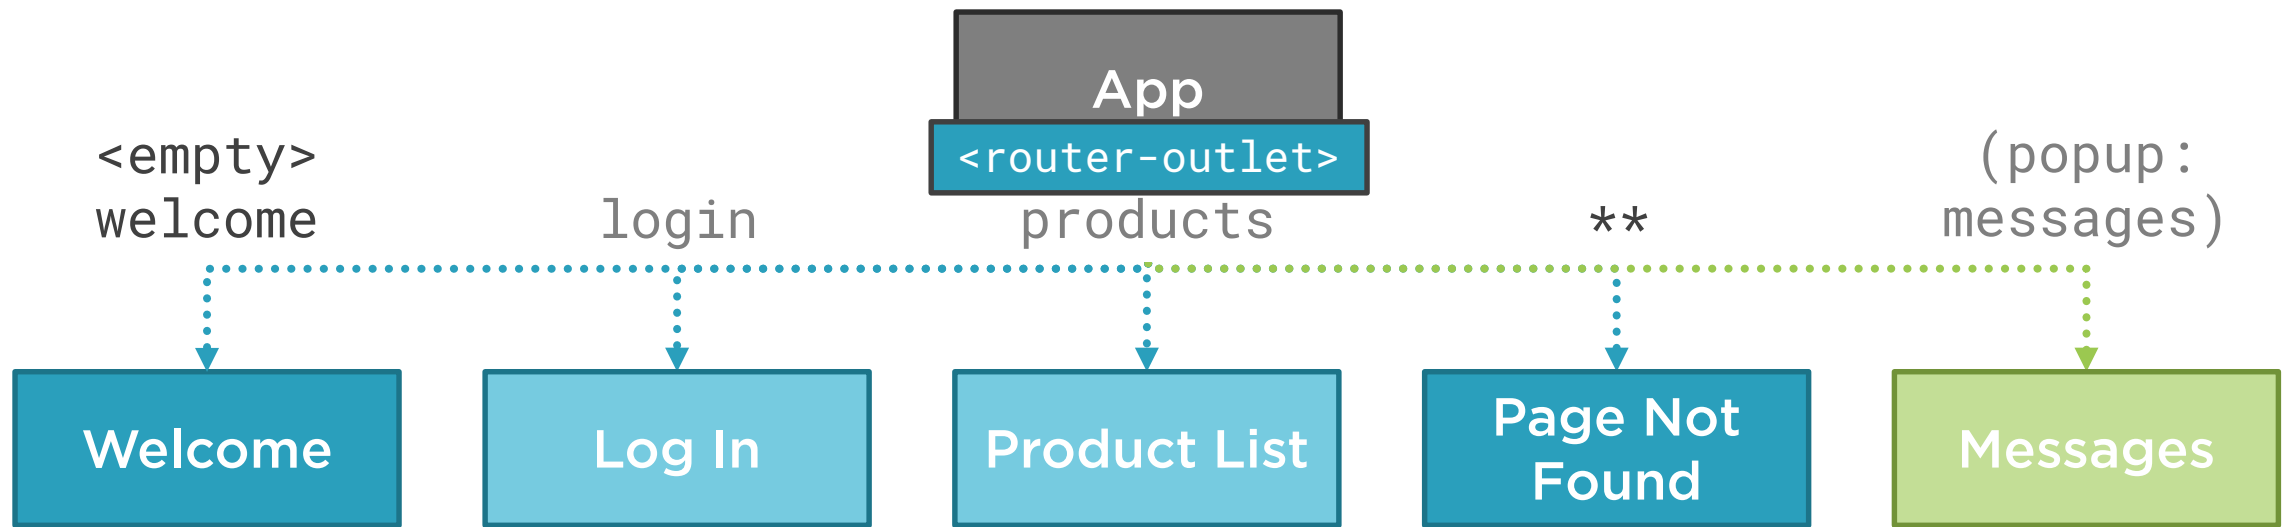 App
<router-outlet>
<empty>
welcome
login
products
**
(popup:
messages)
Welcome
Log In
Product List
Page Not
Found
Messages